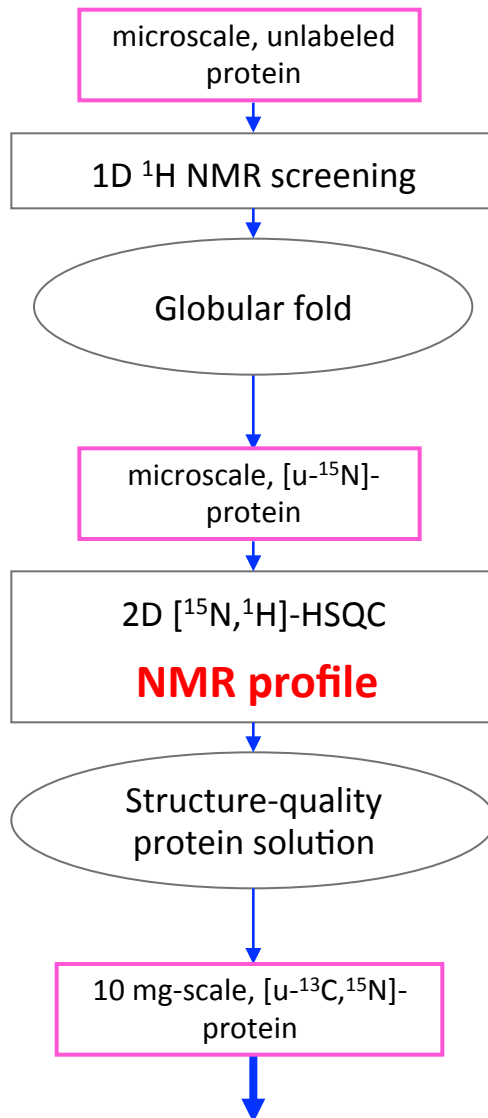 microscale, unlabeled
protein
1D ¹H NMR screening
Globular fold
microscale, [u-¹⁵N]-
protein
2D [¹⁵N,¹H]-HSQC
NMR profile
Structure-quality
protein solution
10 mg-scale, [u-¹³C,¹⁵N]-
protein